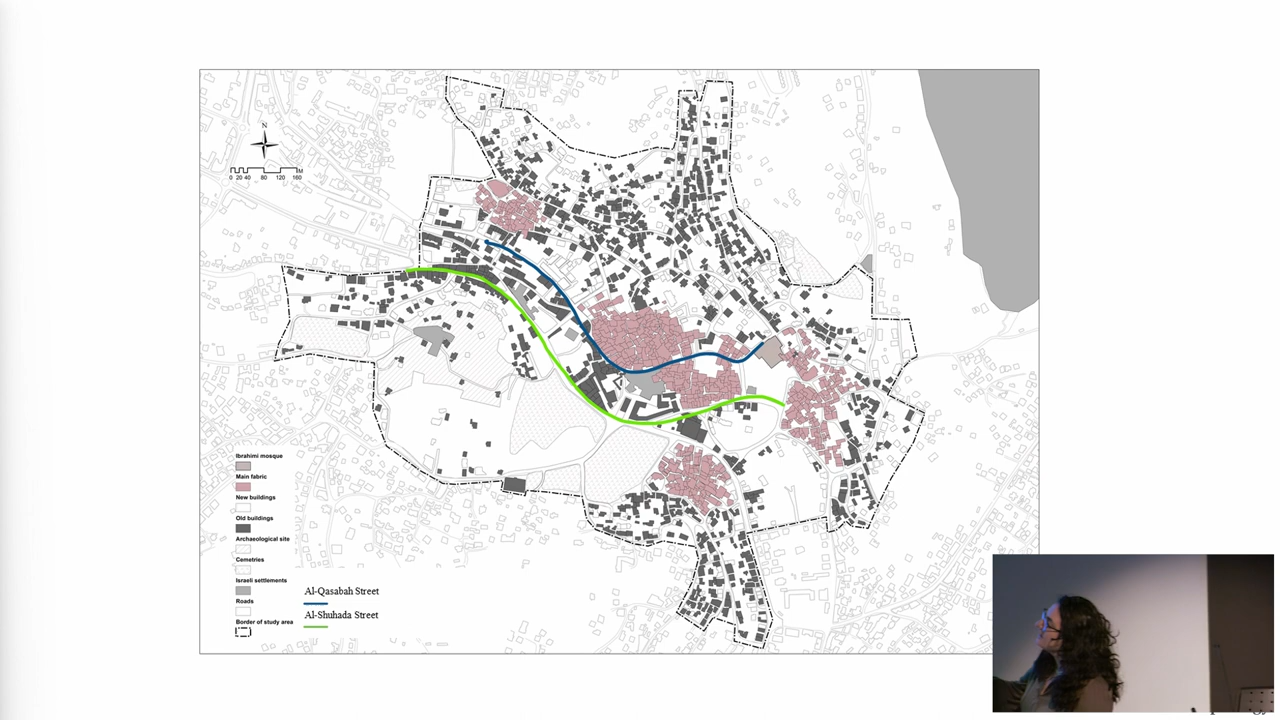 N
M
0 20 40 80 120 160
Ibrahimi mosque
Main fabric
New buildings
Old buildings
Archaeological site
Cemetries
Israeli settlements
Roads
Border of study area
Al-Qasabah Street
Al-Shuhada Street